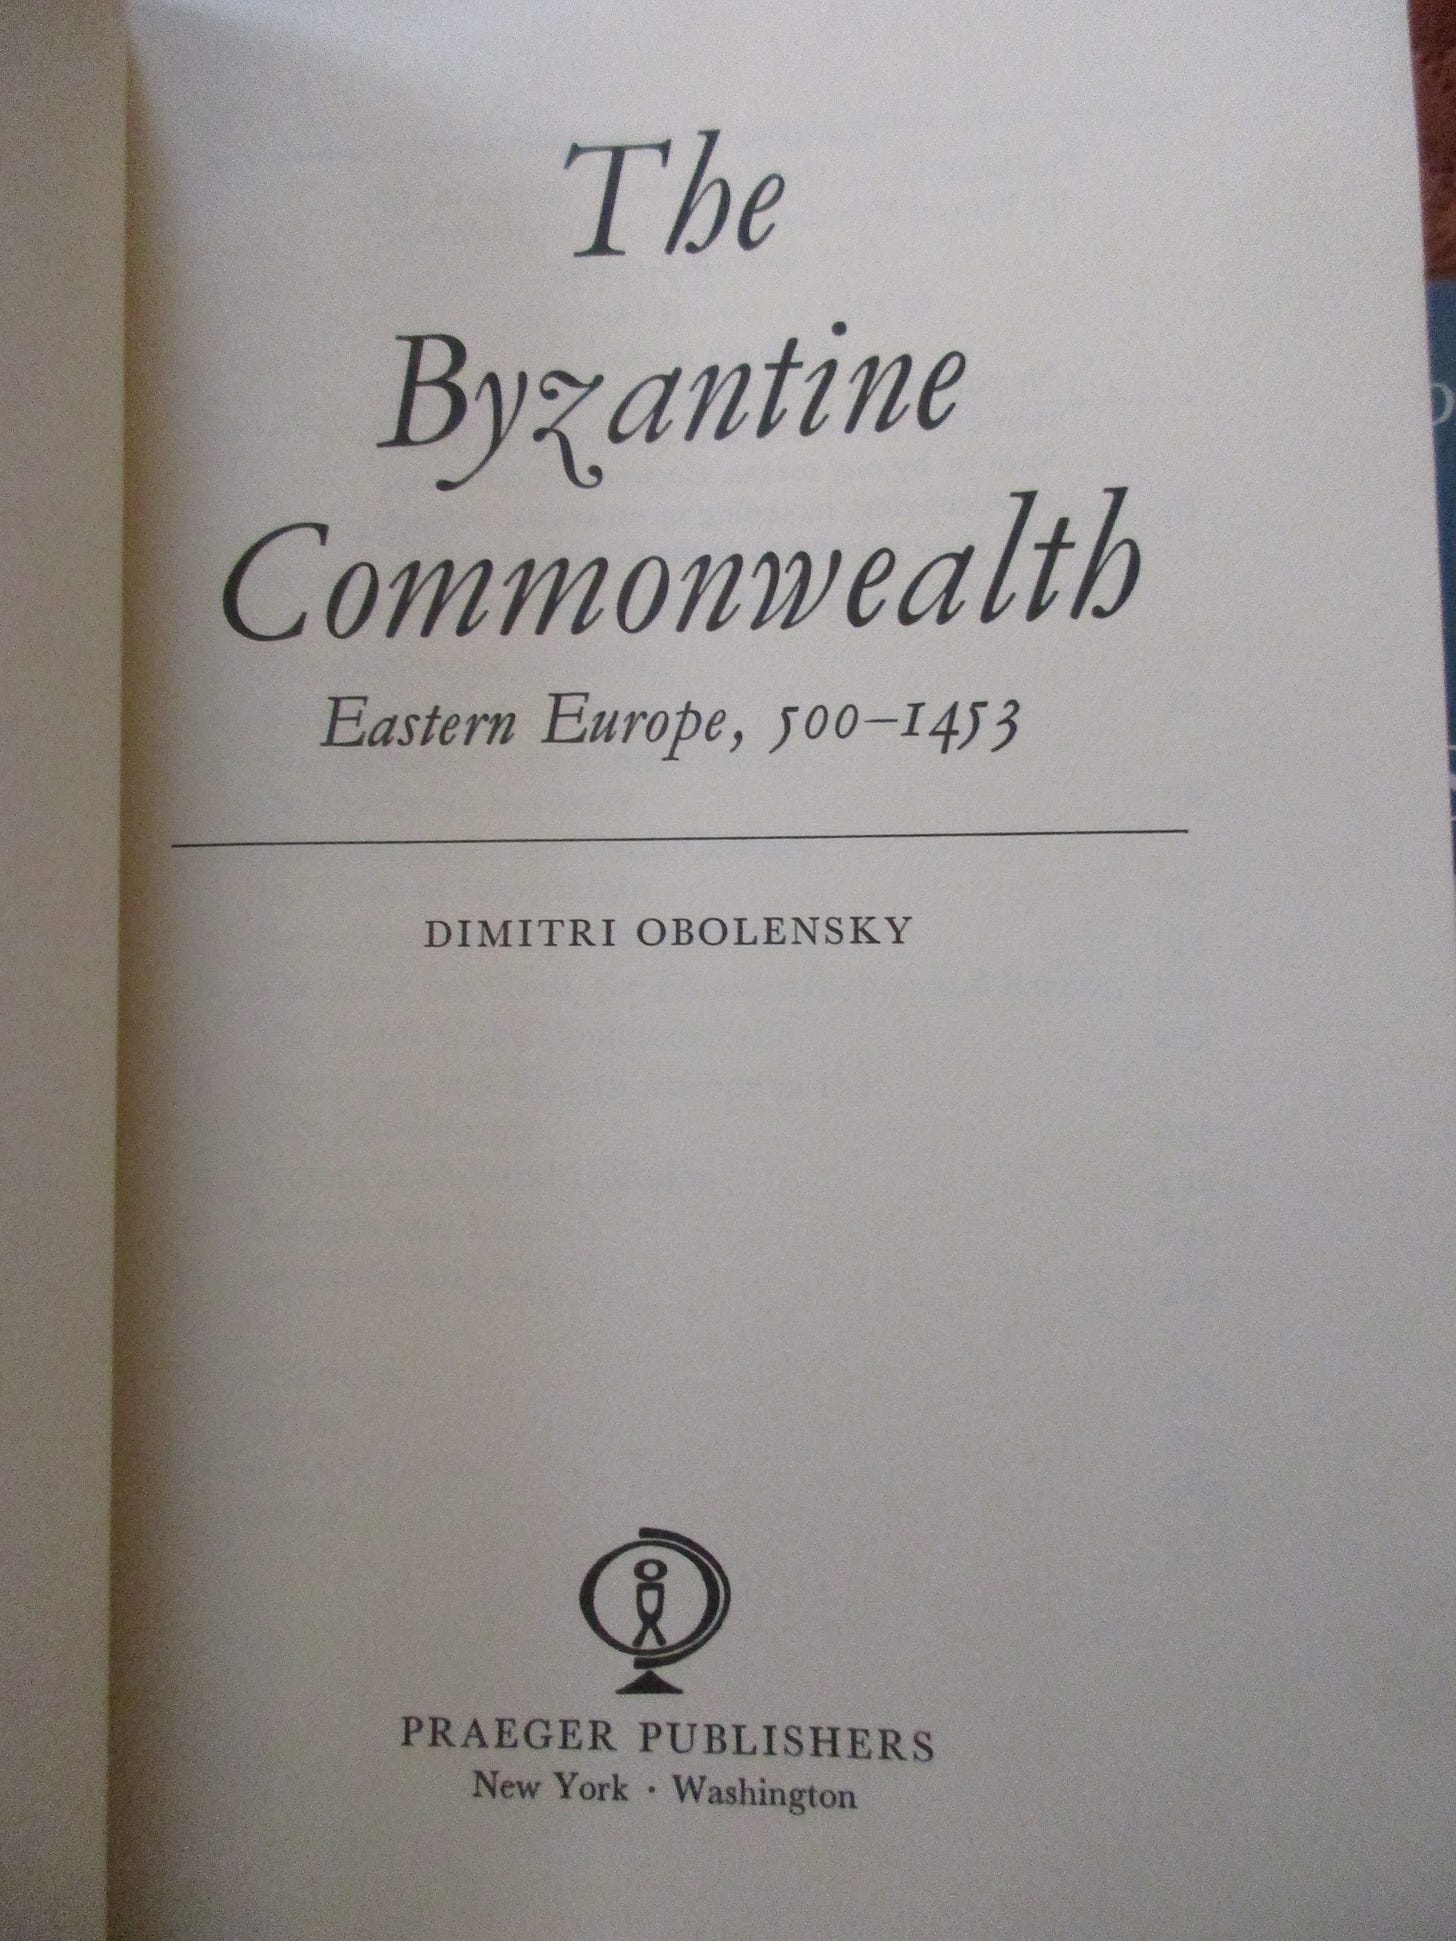 The
Byzantine
Commonwealth
Eastern Europe, 500–1453
DIMITRI OBOLENSKY
PRAEGER PUBLISHERS
New York · Washington